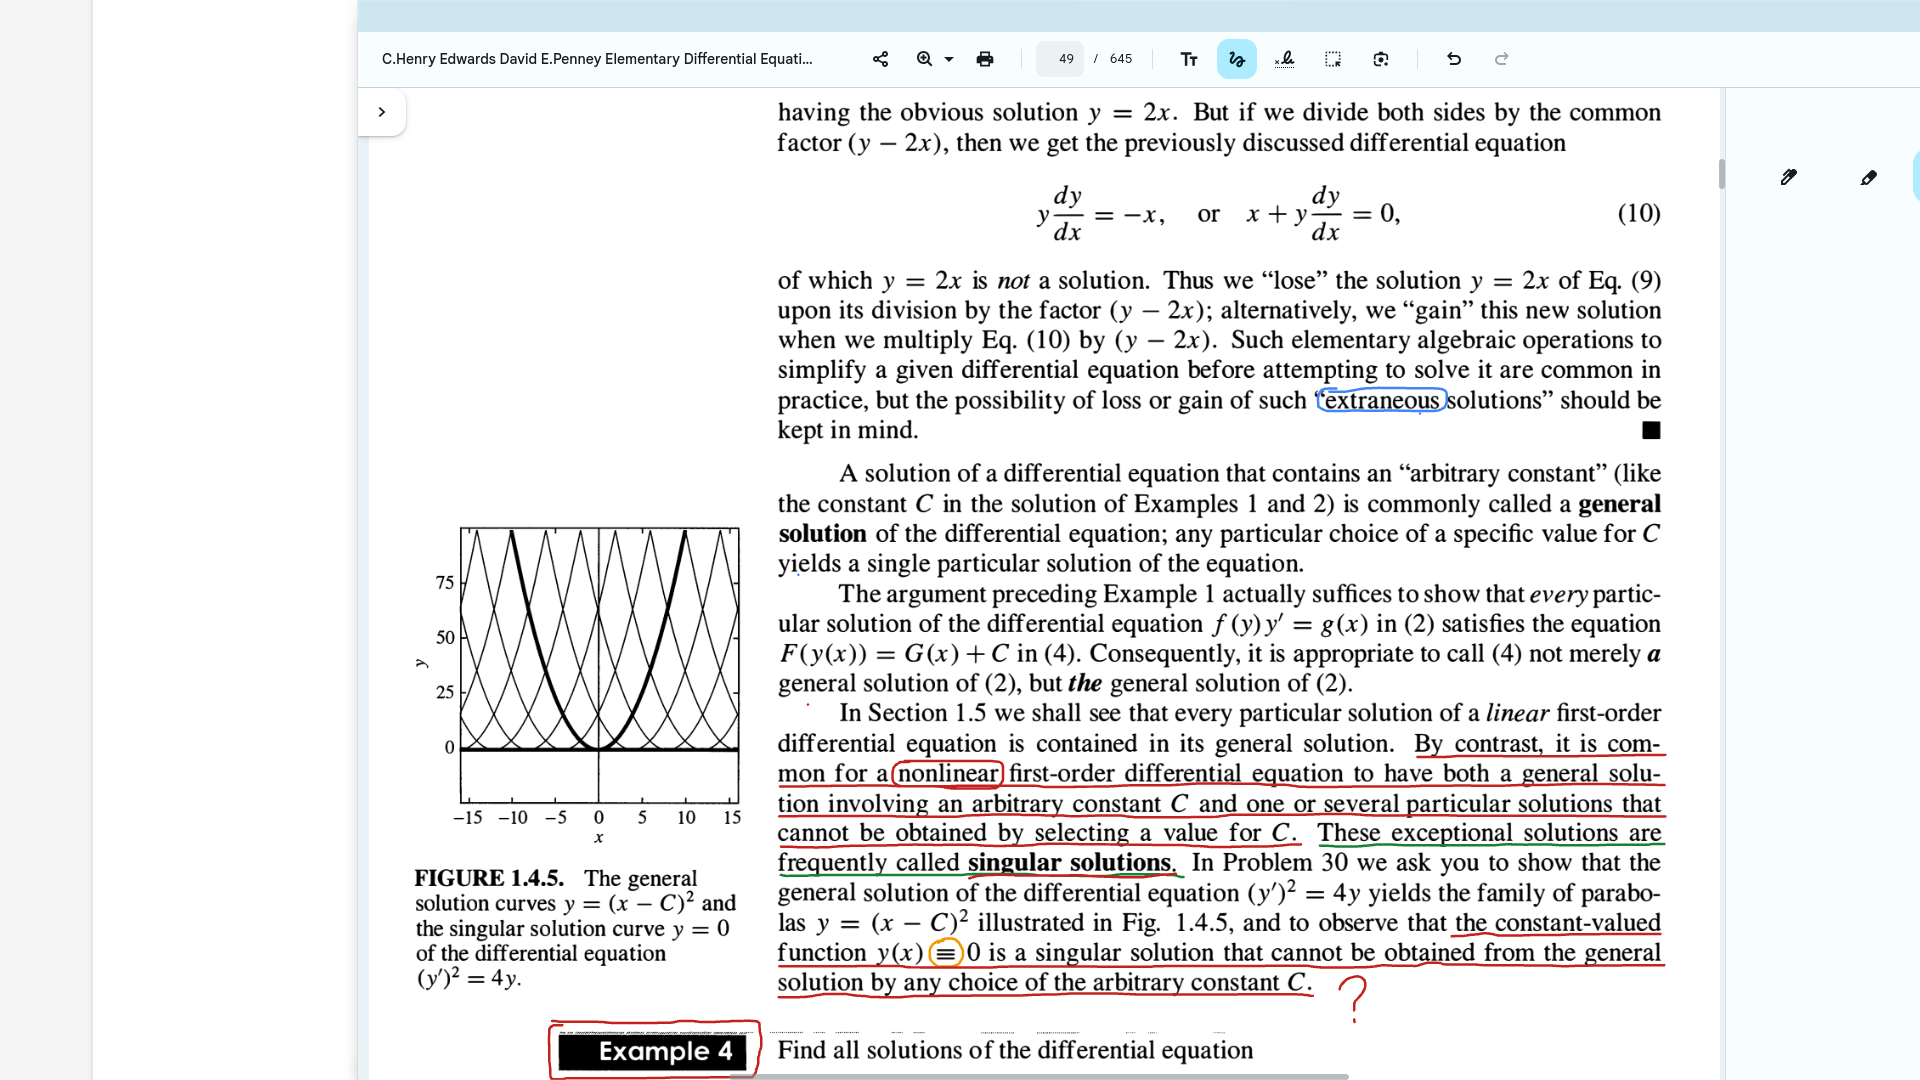 C.Henry Edwards David E.Penney Elementary Differential Equati...
49 / 645
having the obvious solution y = 2x. But if we divide both sides by the common
factor (y − 2x), then we get the previously discussed differential equation
y dy/dx = −x, or x + y dy/dx = 0, (10)
of which y = 2x is not a solution. Thus we “lose” the solution y = 2x of Eq. (9)
upon its division by the factor (y − 2x); alternatively, we “gain” this new solution
when we multiply Eq. (10) by (y − 2x). Such elementary algebraic operations to
simplify a given differential equation before attempting to solve it are common in
practice, but the possibility of loss or gain of such “extraneous solutions” should be
kept in mind.
A solution of a differential equation that contains an “arbitrary constant” (like
the constant C in the solution of Examples 1 and 2) is commonly called a general
solution of the differential equation; any particular choice of a specific value for C
yields a single particular solution of the equation.
The argument preceding Example 1 actually suffices to show that every partic-
ular solution of the differential equation f(y)y′ = g(x) in (2) satisfies the equation
F(y(x)) = G(x) + C in (4). Consequently, it is appropriate to call (4) not merely a
general solution of (2), but the general solution of (2).
In Section 1.5 we shall see that every particular solution of a linear first-order
differential equation is contained in its general solution. By contrast, it is com-
mon for a nonlinear first-order differential equation to have both a general solu-
tion involving an arbitrary constant C and one or several particular solutions that
cannot be obtained by selecting a value for C. These exceptional solutions are
frequently called singular solutions. In Problem 30 we ask you to show that the
general solution of the differential equation (y′)² = 4y yields the family of parabo-
las y = (x − C)² illustrated in Fig. 1.4.5, and to observe that the constant-valued
function y(x) ≡ 0 is a singular solution that cannot be obtained from the general
solution by any choice of the arbitrary constant C. ?
75
50
y
25
0
−15 −10 −5 0 5 10 15
x
FIGURE 1.4.5. The general
solution curves y = (x − C)² and
the singular solution curve y = 0
of the differential equation
(y′)² = 4y.
Example 4 Find all solutions of the differential equation